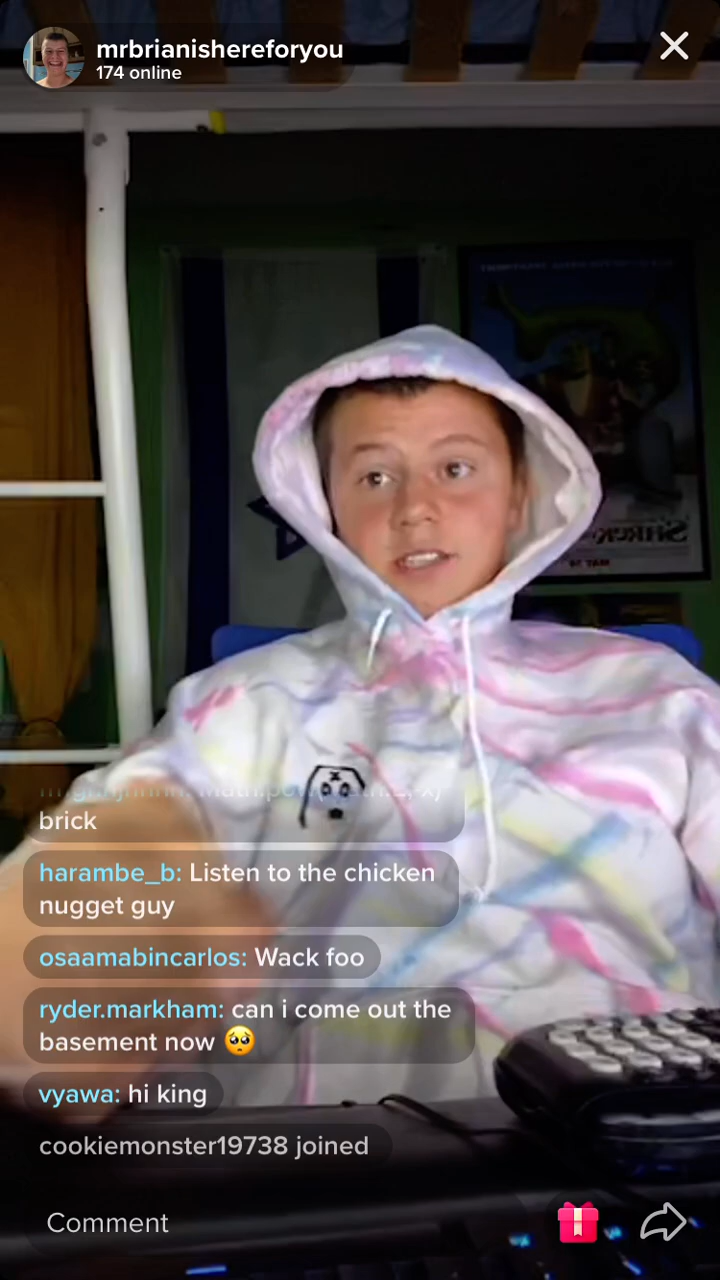 mrbrianishereforyou
174 online
brick
harambe_b: Listen to the chicken
nugget guy
osaamabincarlos: Wack foo
ryder.markham: can i come out the
basement now 🥺
vyawa: hi king
cookiemonster19738 joined
Comment